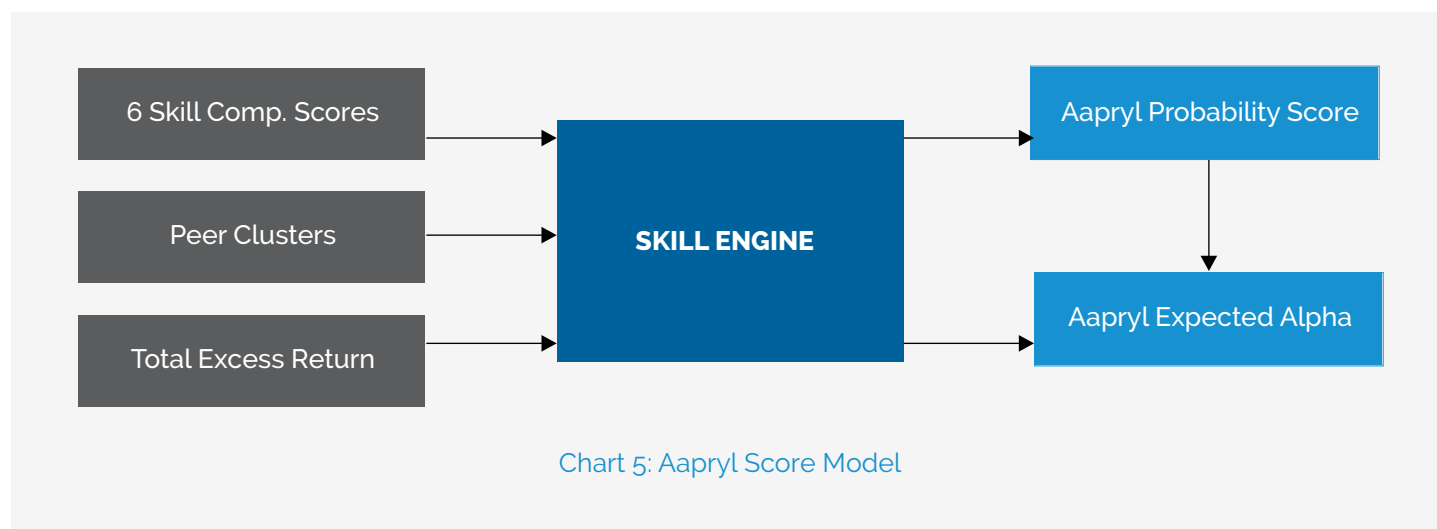 6 Skill Comp. Scores
Peer Clusters
Total Excess Return
SKILL ENGINE
Aapryl Probability Score
Aapryl Expected Alpha
Chart 5: Aapryl Score Model